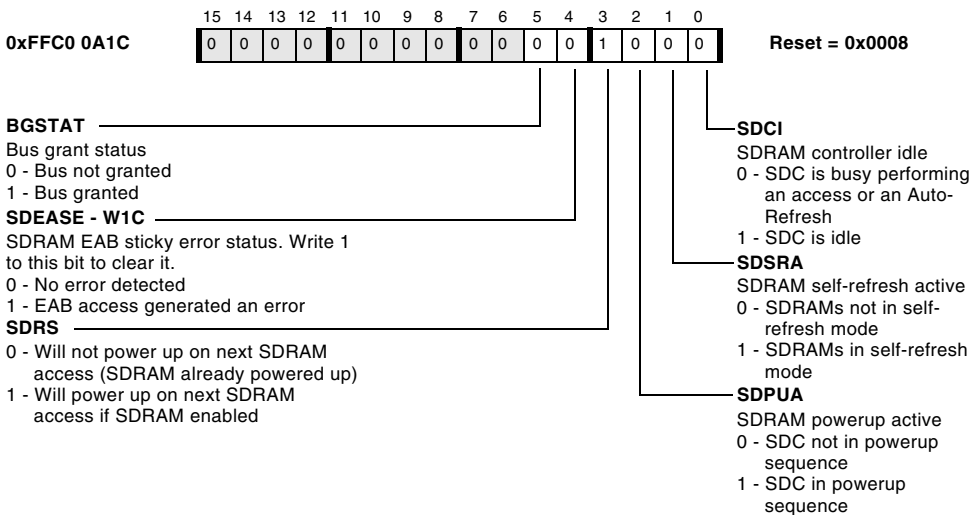 15 14 13 12 11 10 9 8 7 6 5 4 3 2 1 0
0xFFC0 0A1C
0 0 0 0 0 0 0 0 0 0 0 0 1 0 0 0
Reset = 0x0008
BGSTAT
Bus grant status
0 - Bus not granted
1 - Bus granted
SDEASE - W1C
SDRAM EAB sticky error status. Write 1
to this bit to clear it.
0 - No error detected
1 - EAB access generated an error
SDRS
0 - Will not power up on next SDRAM
access (SDRAM already powered up)
1 - Will power up on next SDRAM
access if SDRAM enabled
SDCI
SDRAM controller idle
0 - SDC is busy performing
an access or an Auto-
Refresh
1 - SDC is idle
SDSRA
SDRAM self-refresh active
0 - SDRAMs not in self-
refresh mode
1 - SDRAMs in self-refresh
mode
SDPUA
SDRAM powerup active
0 - SDC not in powerup
sequence
1 - SDC in powerup
sequence